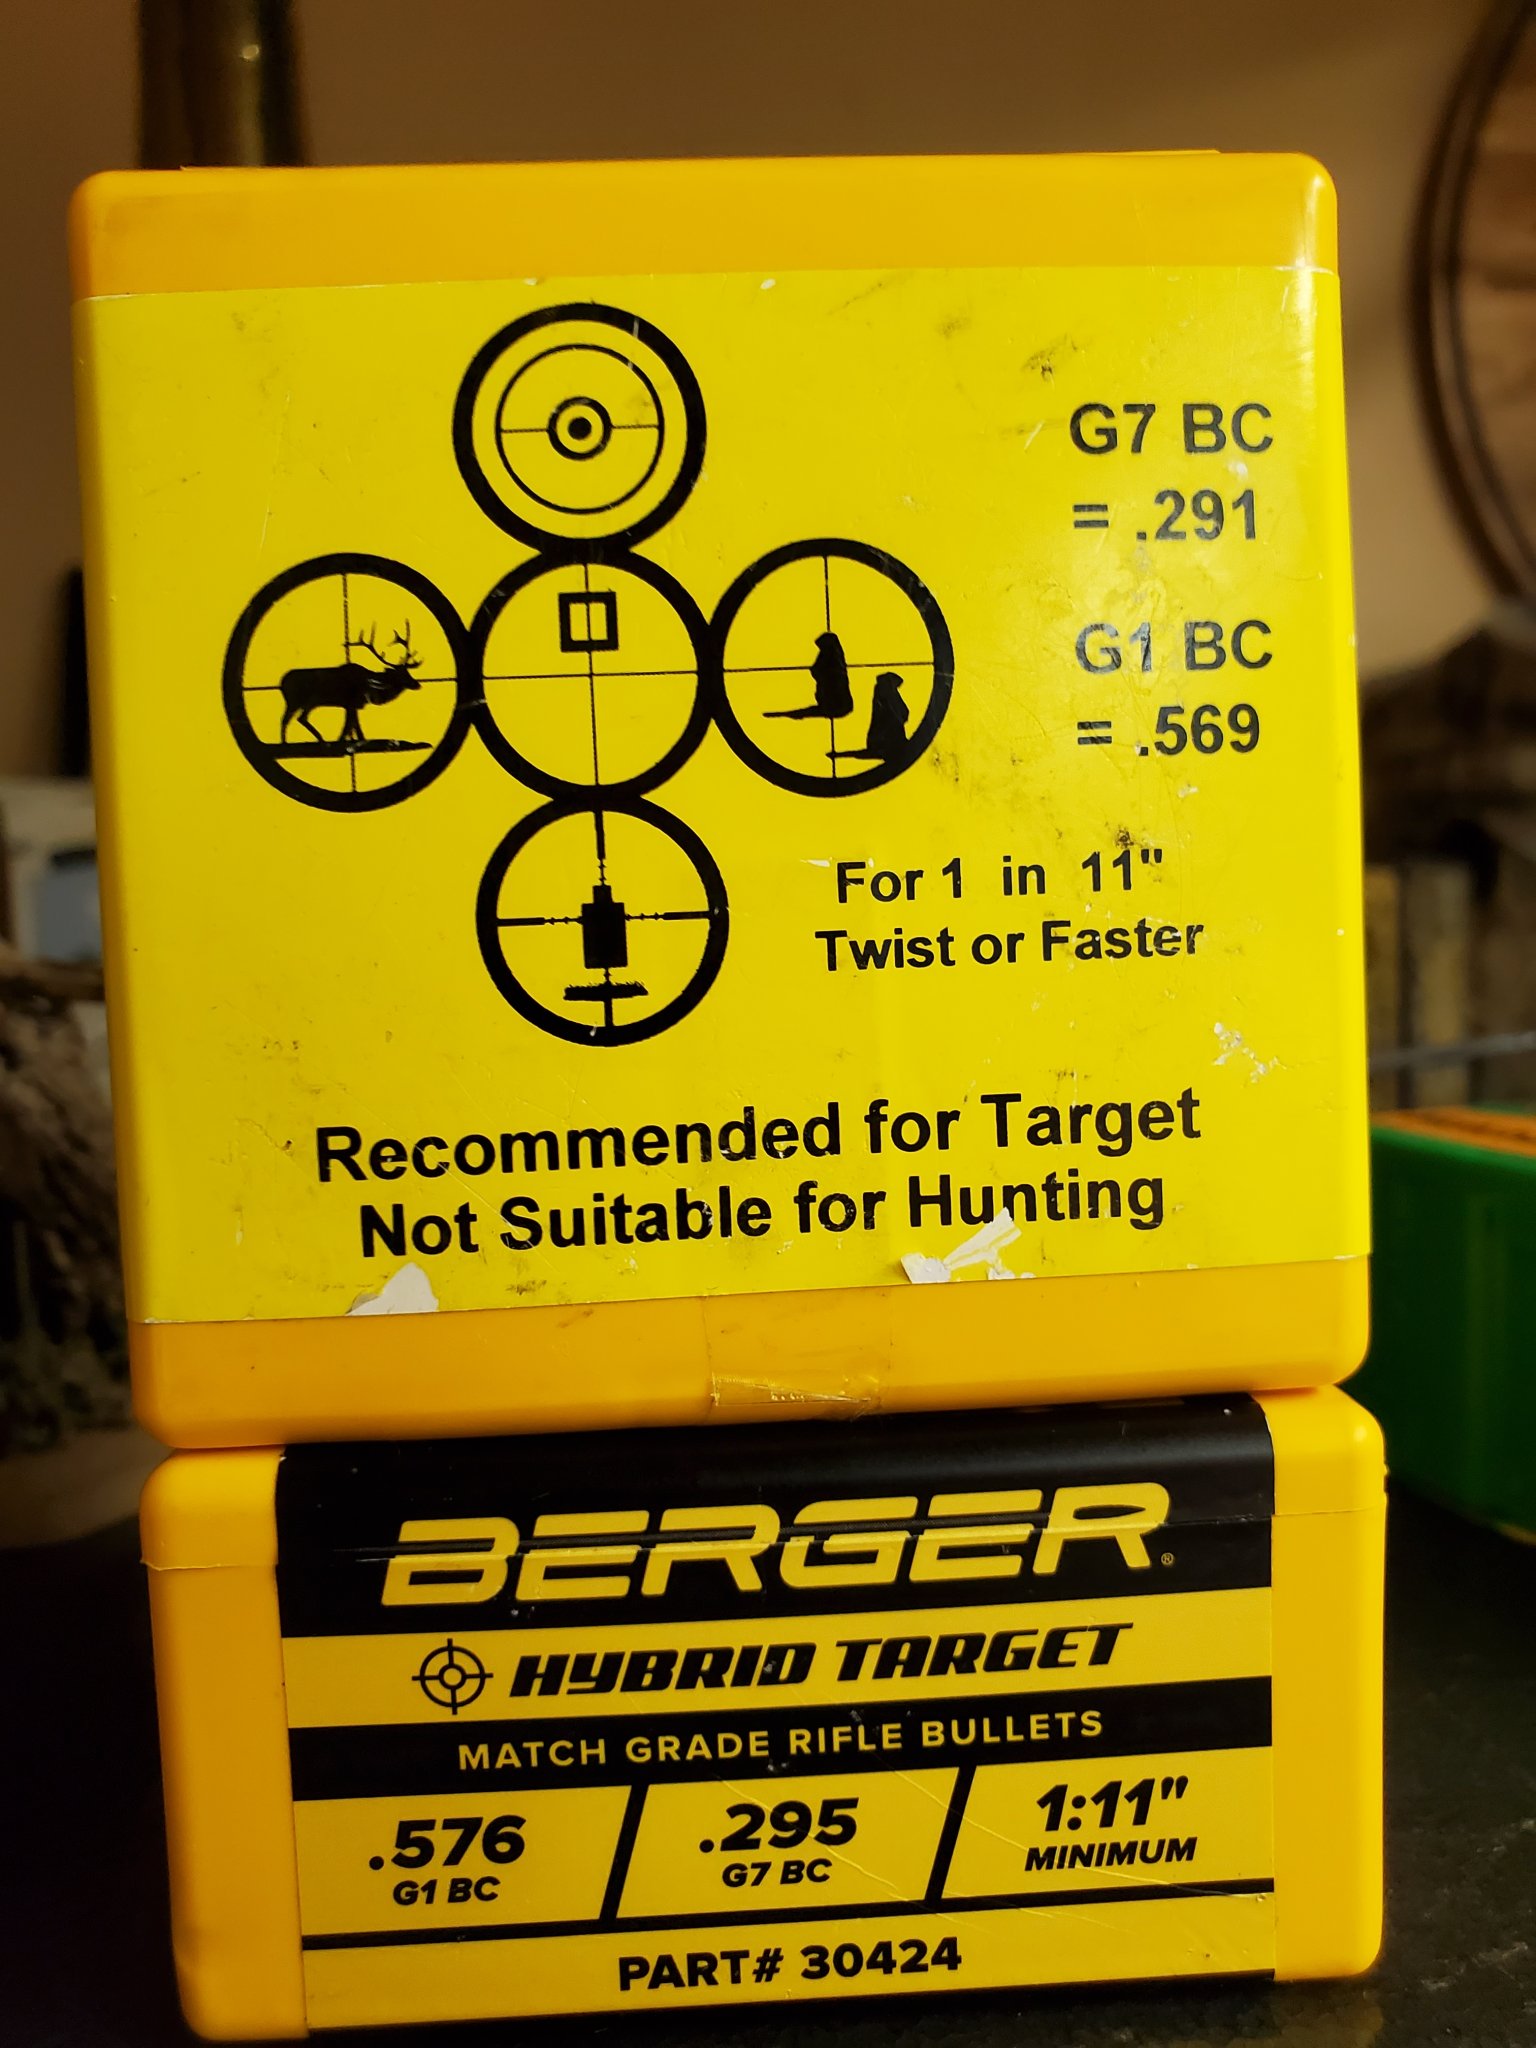 G7 BC
= .291
G1 BC
= .569
For 1 in 11"
Twist or Faster
Recommended for Target
Not Suitable for Hunting
BERGER®
HYBRID TARGET
MATCH GRADE RIFLE BULLETS
.576 .295 1:11"
G1 BC G7 BC MINIMUM
PART# 30424